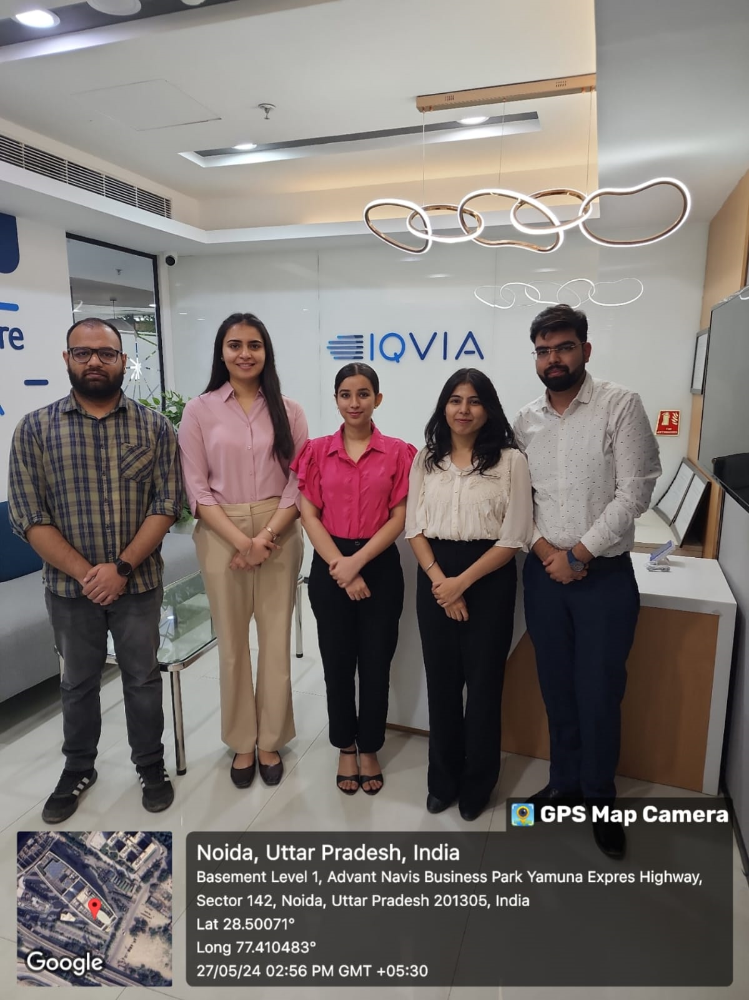 re
IQVIA
FIRE
GPS Map Camera
Noida, Uttar Pradesh, India
Basement Level 1, Advant Navis Business Park Yamuna Expres Highway,
Sector 142, Noida, Uttar Pradesh 201305, India
Lat 28.50071°
Long 77.410483°
27/05/24 02:56 PM GMT +05:30
Google